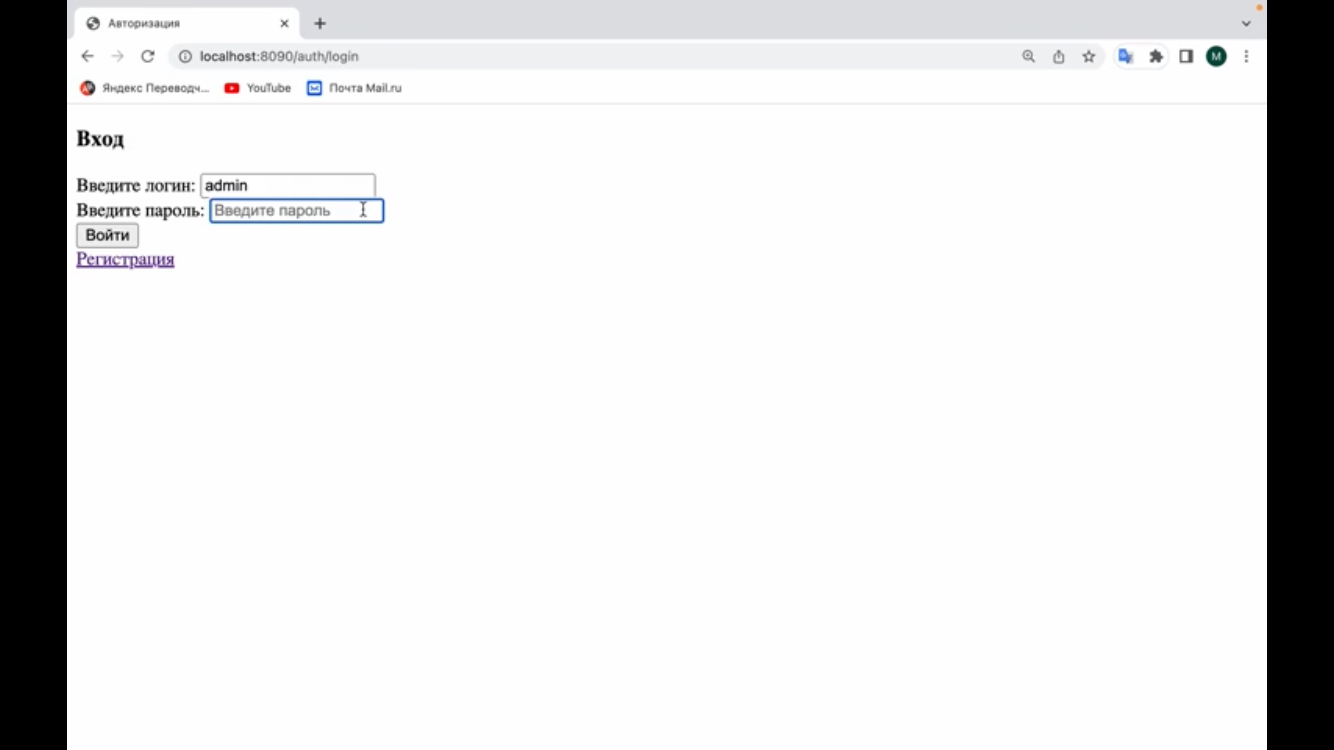 Авторизация
localhost:8090/auth/login
M
Яндекс Переводч... YouTube Почта Mail.ru
Вход
Введите логин: admin
Введите пароль: Введите пароль
Войти
Регистрация